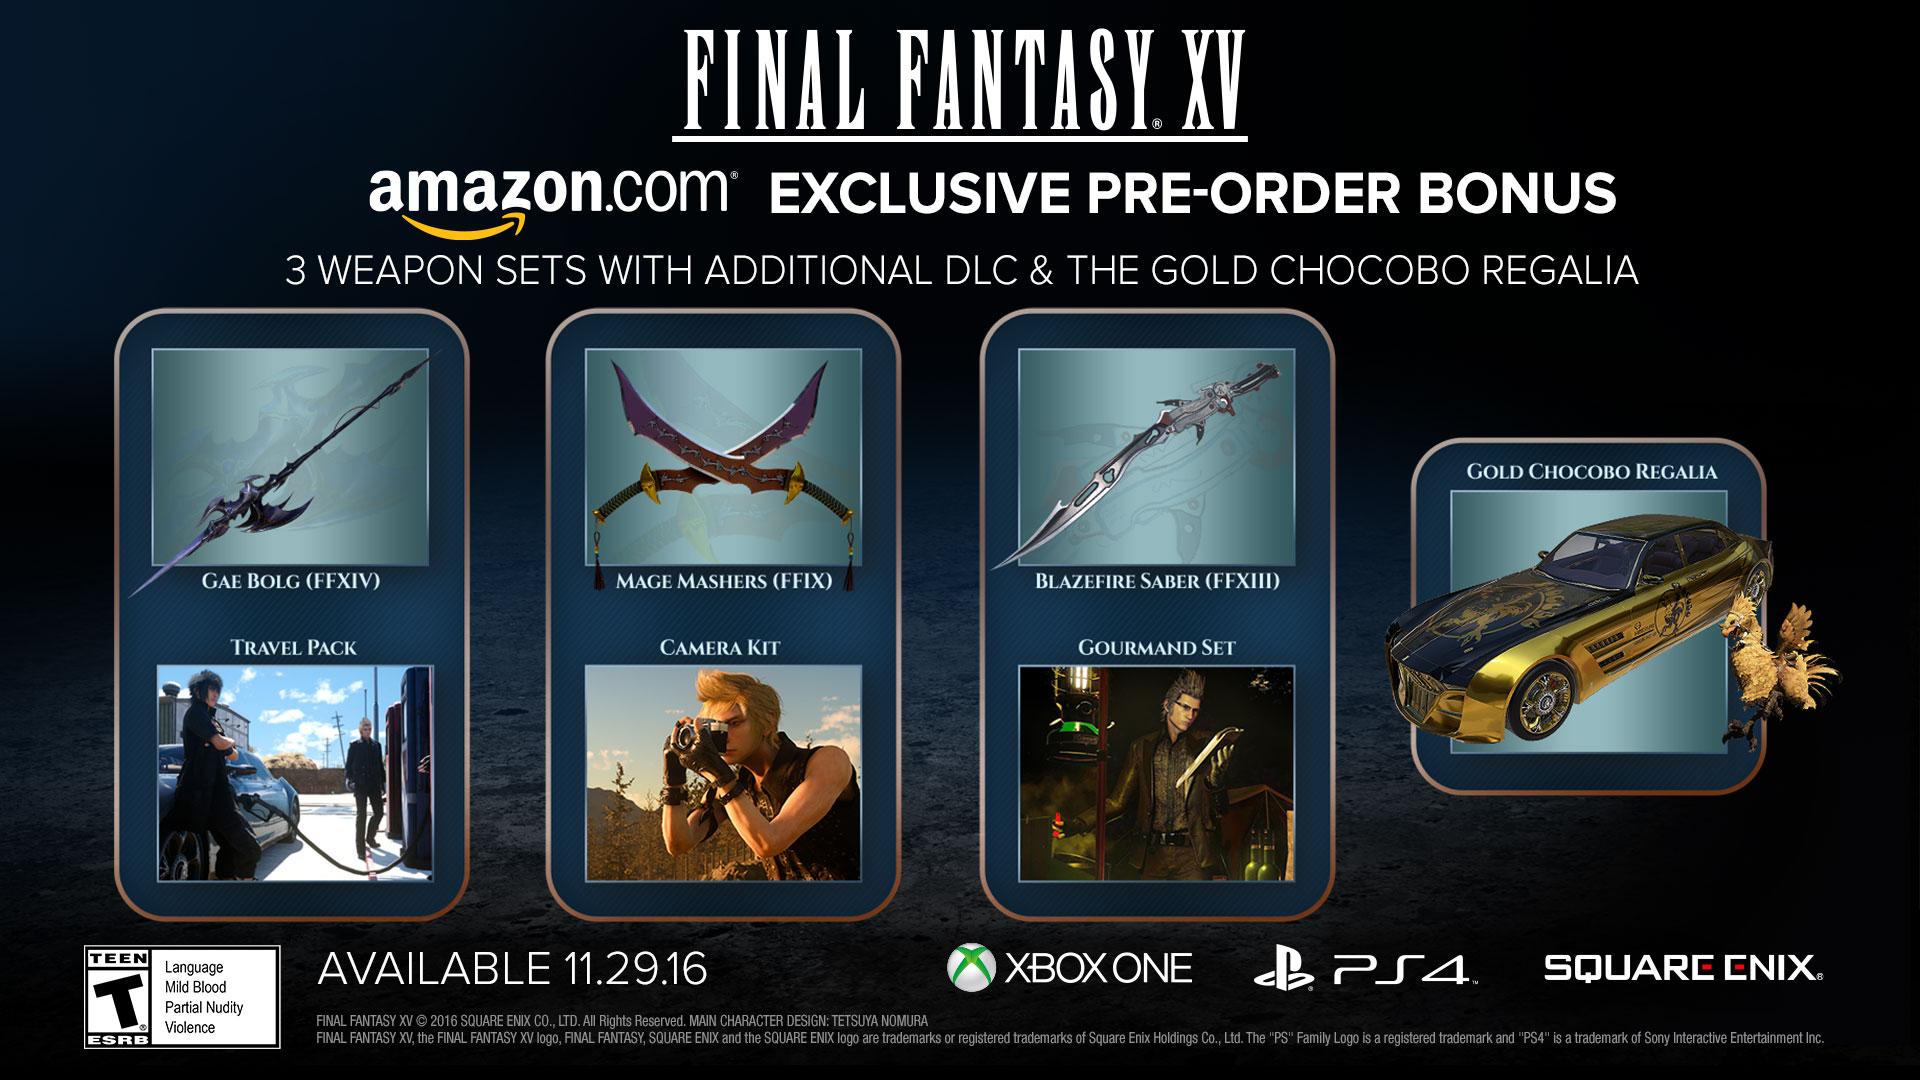 FINAL FANTASY® XV
amazon.com® EXCLUSIVE PRE-ORDER BONUS
3 WEAPON SETS WITH ADDITIONAL DLC & THE GOLD CHOCOBO REGALIA
GAE BOLG (FFXIV)
TRAVEL PACK
MAGE MASHERS (FFIX)
CAMERA KIT
BLAZEFIRE SABER (FFXIII)
GOURMAND SET
GOLD CHOCOBO REGALIA
TEEN
T®
ESRB
Language
Mild Blood
Partial Nudity
Violence
AVAILABLE 11.29.16
XBOX ONE
PS4™
SQUARE ENIX®
FINAL FANTASY XV © 2016 SQUARE ENIX CO., LTD. All Rights Reserved. MAIN CHARACTER DESIGN: TETSUYA NOMURA
FINAL FANTASY XV, the FINAL FANTASY XV logo, FINAL FANTASY, SQUARE ENIX and the SQUARE ENIX logo are trademarks or registered trademarks of Square Enix Holdings Co., Ltd. The "PS" Family Logo is a registered trademark and "PS4" is a trademark of Sony Interactive Entertainment Inc.